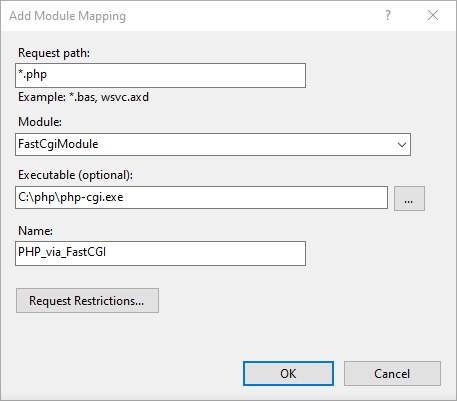 Add Module Mapping
?
Request path:
*.php
Example: *.bas, wsvc.axd
Module:
FastCgiModule
Executable (optional):
C:\php\php-cgi.exe
...
Name:
PHP_via_FastCGI
Request Restrictions...
OK
Cancel